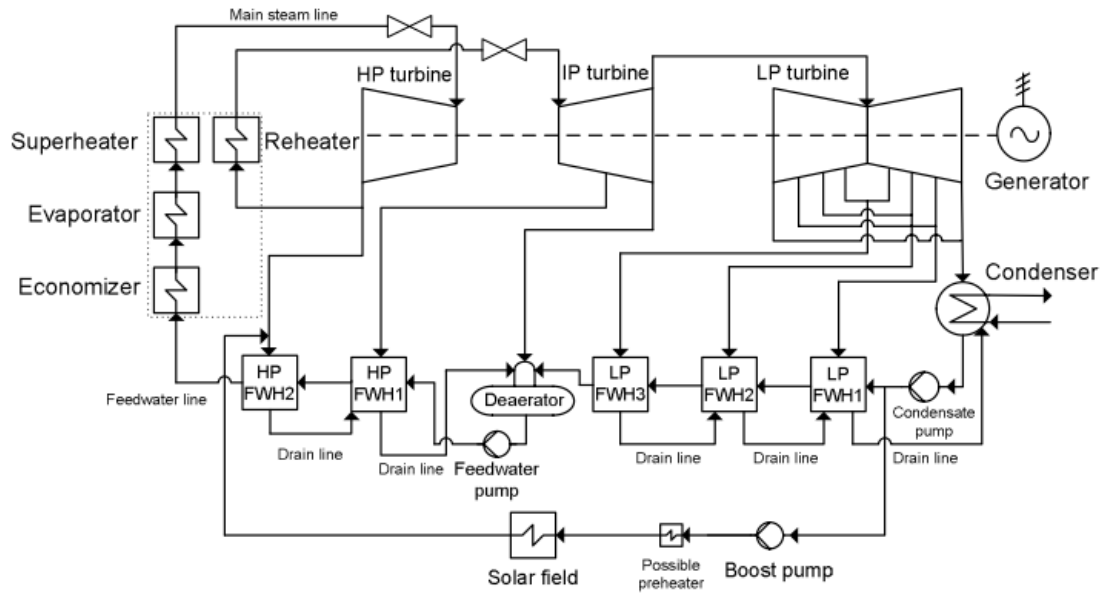 Main steam line
HP turbine
IP turbine
LP turbine
Superheater
Reheater
Generator
Evaporator
Economizer
Condenser
HP
FWH2
HP
FWH1
Deaerator
LP
FWH3
LP
FWH2
LP
FWH1
Feedwater line
Condensate
pump
Drain line
Drain line
Feedwater
pump
Drain line
Drain line
Drain line
Solar field
Possible
preheater
Boost pump